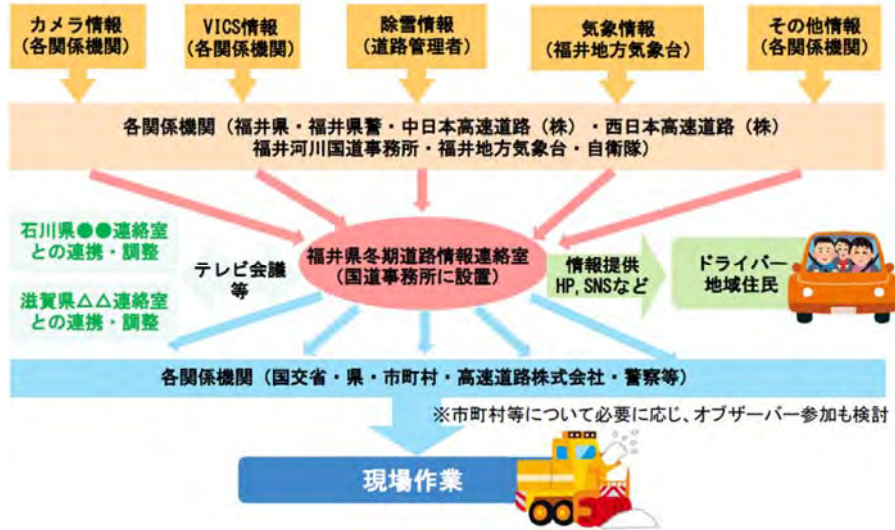 カメラ情報
(各関係機関)
VICS情報
(各関係機関)
除雪情報
(道路管理者)
気象情報
(福井地方気象台)
その他情報
(各関係機関)
各関係機関(福井県・福井県警・中日本高速道路(株)・西日本高速道路(株)
福井河川国道事務所・福井地方気象台・自衛隊)
石川県●●連絡室
との連携・調整
滋賀県△△連絡室
との連携・調整
テレビ会議
等
福井県冬期道路情報連絡室
(国道事務所に設置)
情報提供
HP,SNSなど
ドライバー
地域住民
各関係機関(国交省・県・市町村・高速道路株式会社・警察等)
※市町村等について必要に応じ、オブザーバー参加も検討
現場作業